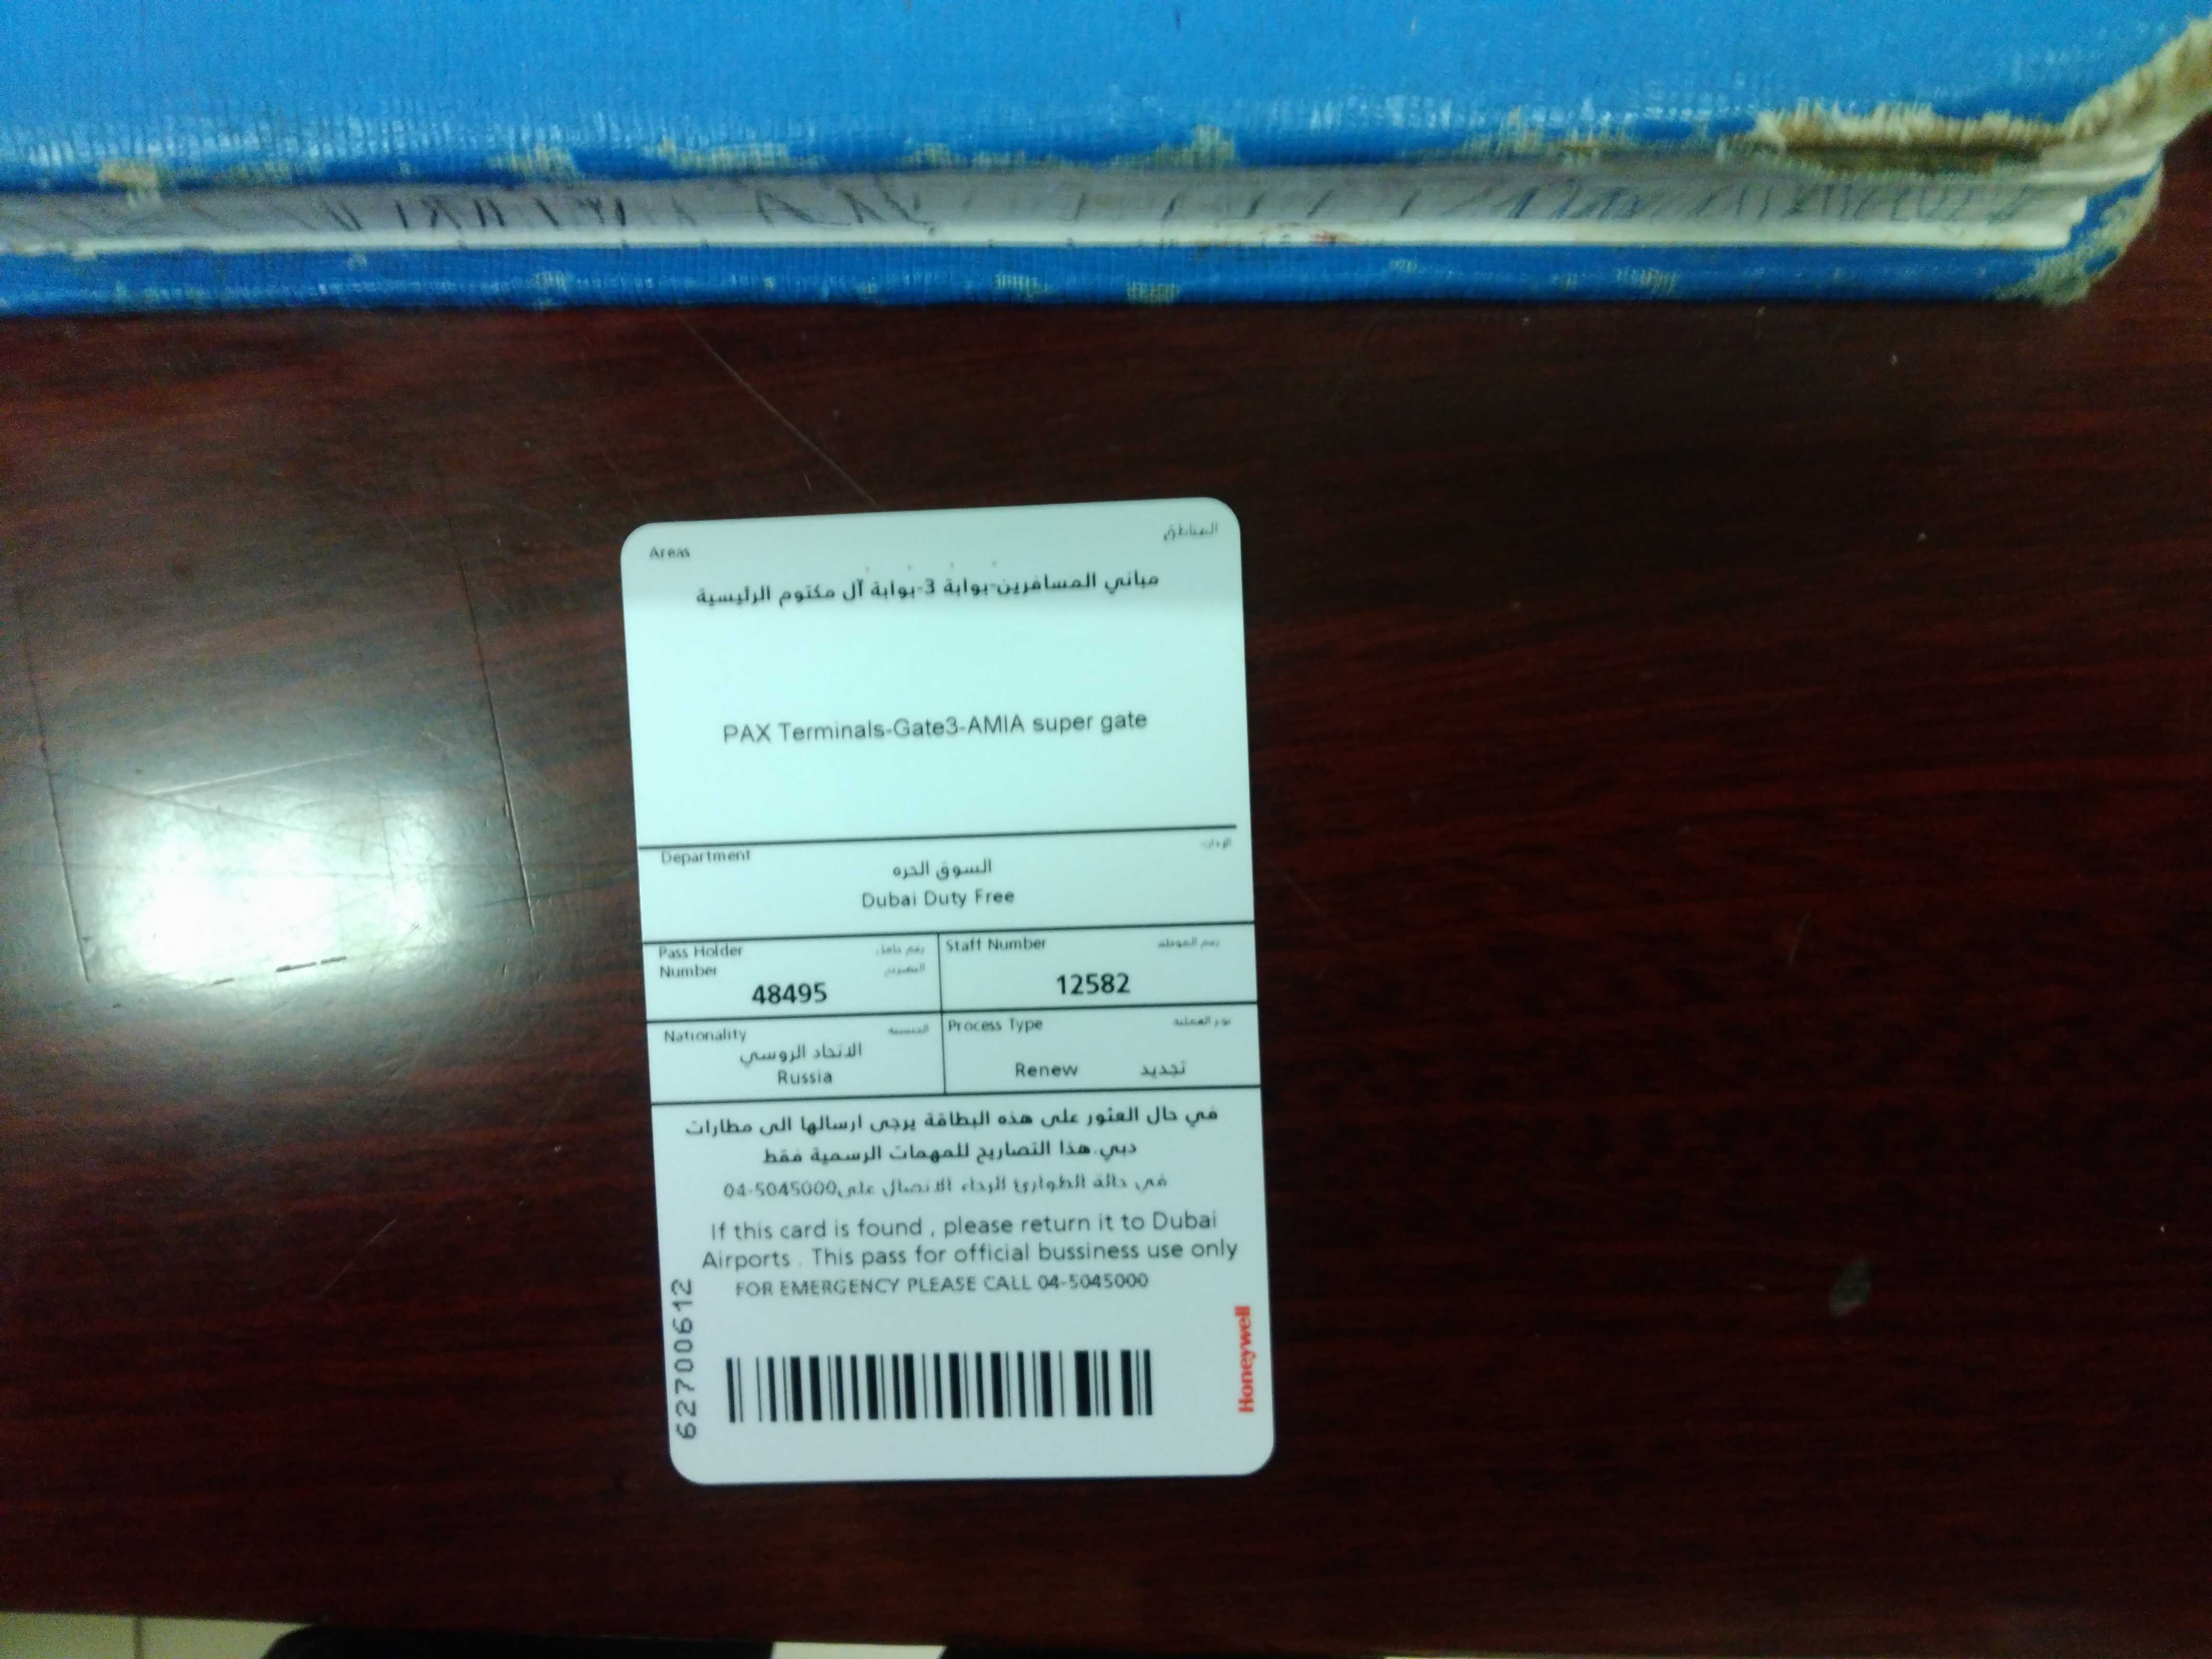 Areas
المناطق
مباني المسافرين-بوابة 3-بوابة آل مكتوم الرئيسية
PAX Terminals-Gate3-AMIA super gate
Department
السوق الحره
Dubai Duty Free
Pass Holder Number
رقم حامل التصريح
48495
Staff Number
12582
Nationality
الجنسية
الاتحاد الروسي
Russia
Process Type
Renew تجديد
في حال العثور على هذه البطاقة يرجى ارسالها الى مطارات
دبي.هذا التصاريح للمهمات الرسمية فقط
في حالة الطوارئ الرجاء الاتصال على04-5045000
If this card is found , please return it to Dubai
Airports . This pass for official bussiness use only
FOR EMERGENCY PLEASE CALL 04-5045000
62700612
Honeywell